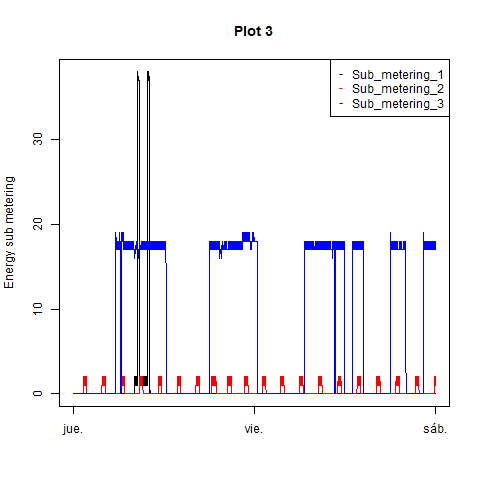 Plot 3
Sub_metering_1
Sub_metering_2
Sub_metering_3
Energy sub metering
30
20
10
0
jue.
vie.
sáb.